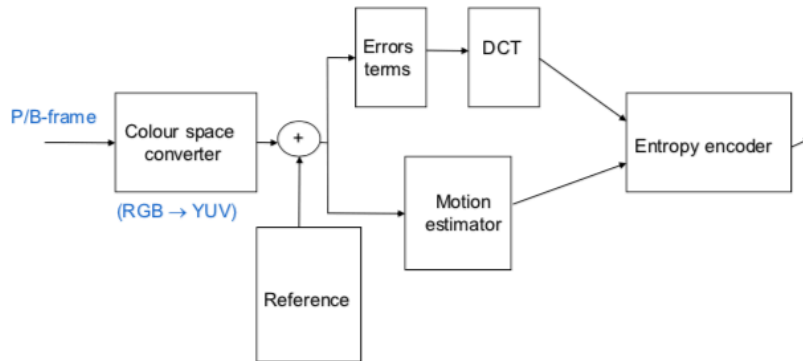 Errors
terms
DCT
P/B-frame
Colour space
converter
+
Entropy encoder
(RGB → YUV)
Motion
estimator
Reference